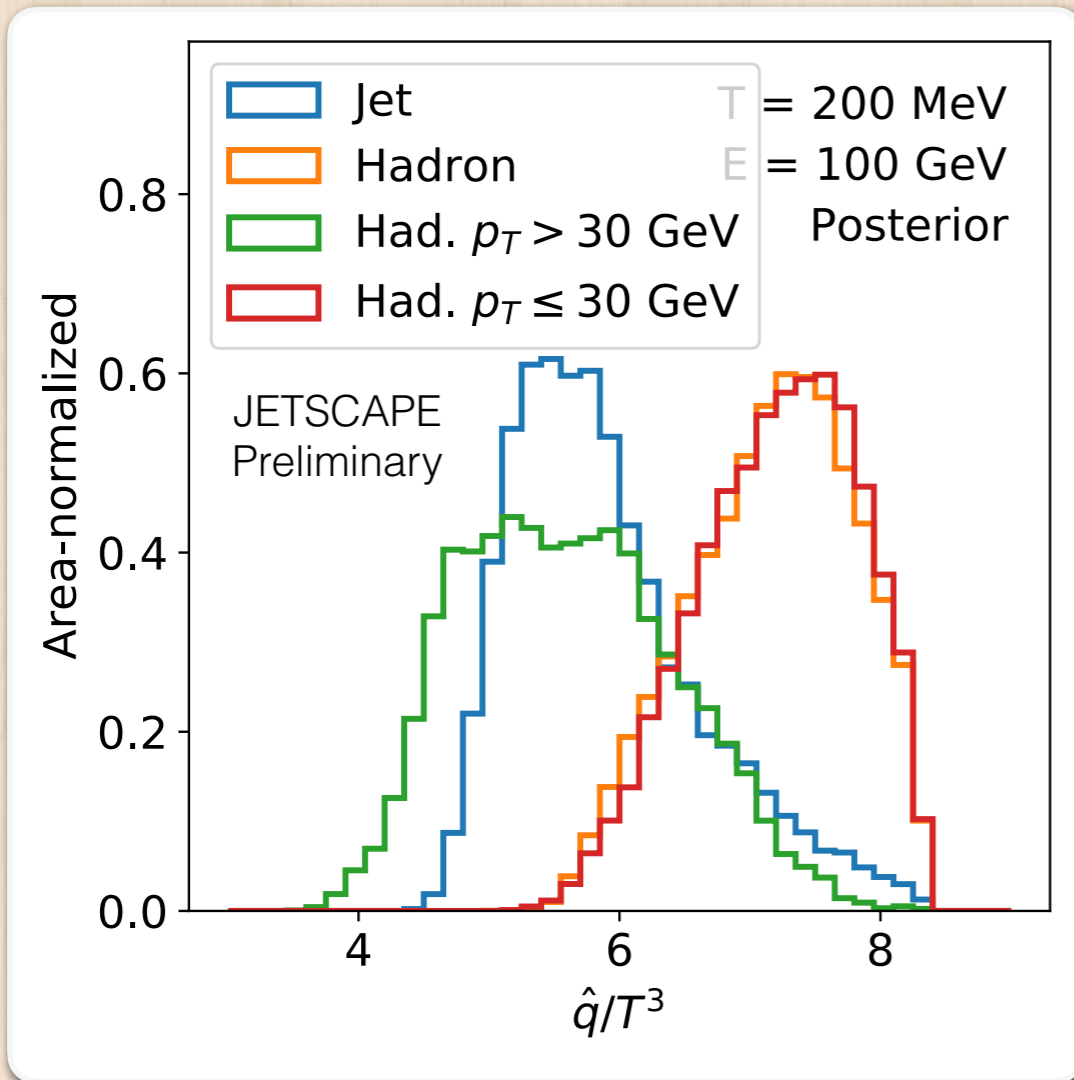 Jet
Hadron
Had. p_T > 30 GeV
Had. p_T ≤ 30 GeV
T = 200 MeV
E = 100 GeV
Posterior
JETSCAPE
Preliminary
Area-normalized
0.8
0.6
0.4
0.2
0.0
4 6 8
q̂/T³